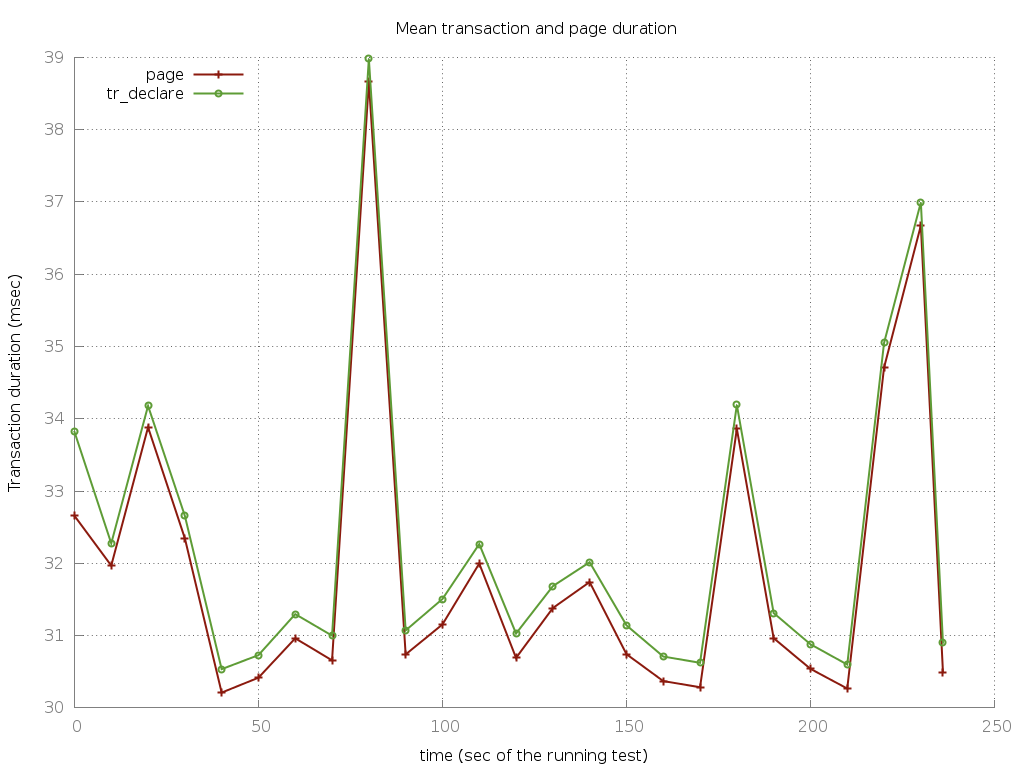 Mean transaction and page duration
page
tr_declare
Transaction duration (msec)
39
38
37
36
35
34
33
32
31
30
0 50 100 150 200 250
time (sec of the running test)